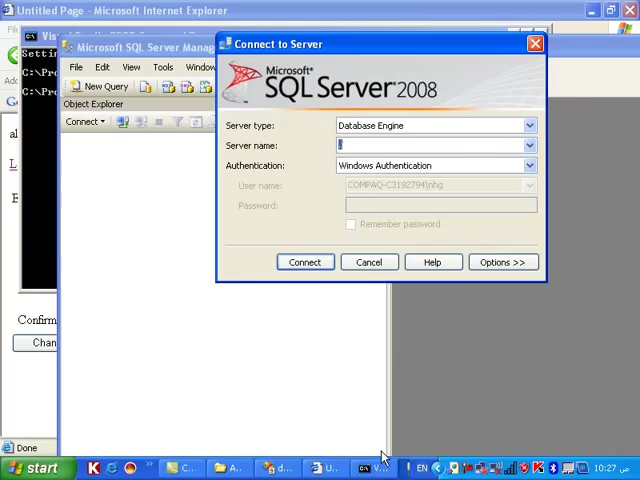 Untitled Page - Microsoft Internet Explorer
Microsoft SQL Server Manag
File Edit View Tools Window
New Query
Object Explorer
Connect
Connect to Server
Microsoft®
SQL Server® 2008
Server type: Database Engine
Server name: .
Authentication: Windows Authentication
User name: COMPAQ-C3192794\nhg
Password:
Remember password
Connect Cancel Help Options >>
Settin
C:\Pro
C:\Pro
Confirm
Chan
Done
start K C... A... d... U... V... EN 10:27 ص